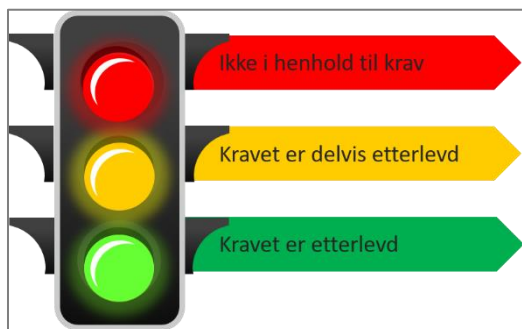 Ikke i henhold til krav
Kravet er delvis etterlevd
Kravet er etterlevd